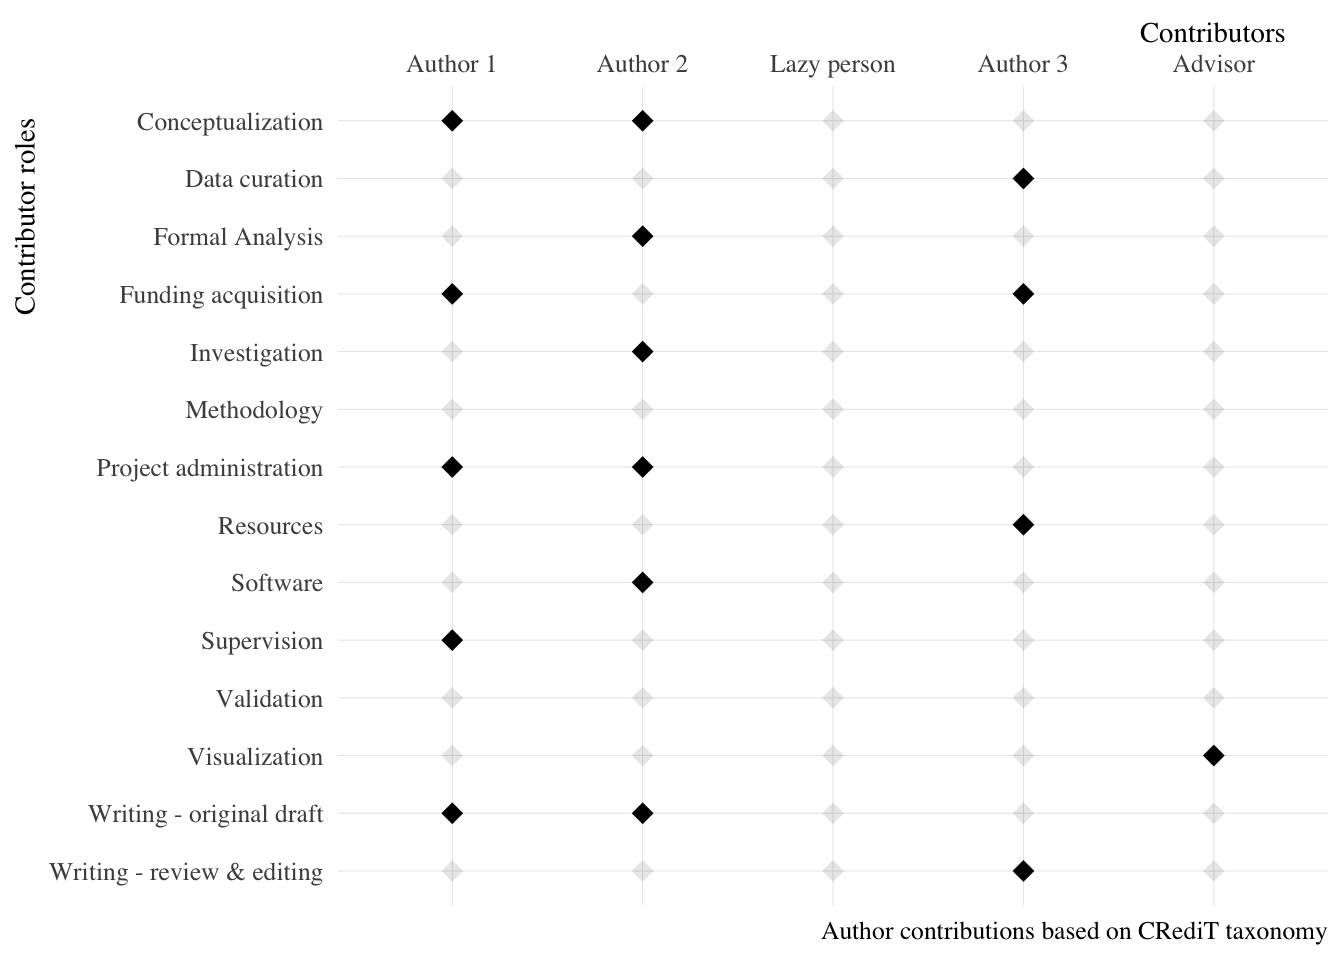 Contributors
Author 1 Author 2 Lazy person Author 3 Advisor
Contributor roles
Conceptualization
Data curation
Formal Analysis
Funding acquisition
Investigation
Methodology
Project administration
Resources
Software
Supervision
Validation
Visualization
Writing - original draft
Writing - review & editing
Author contributions based on CRediT taxonomy